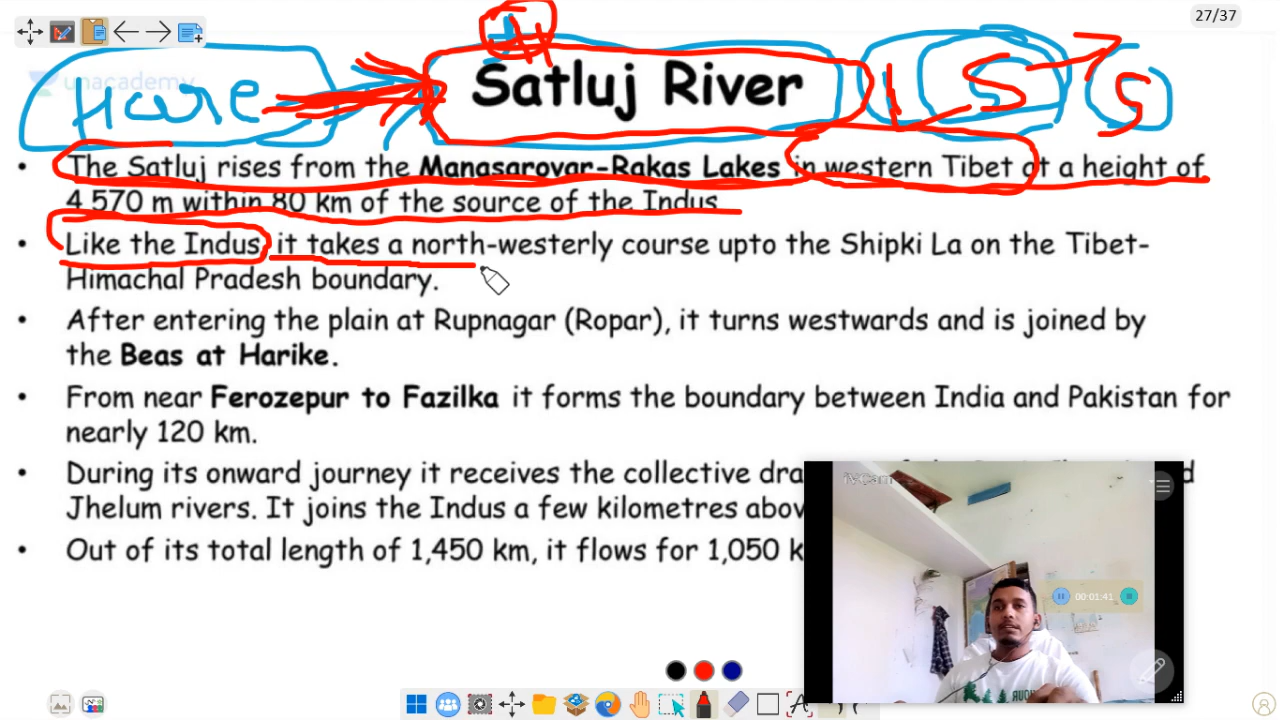 27/37
unacademy
Hare
Satluj River
S
S
• The Satluj rises from the Manasarovar-Rakas Lakes in western Tibet at a height of
4 570 m within 80 km of the source of the Indus
• Like the Indus, it takes a north-westerly course upto the Shipki La on the Tibet-
Himachal Pradesh boundary.
• After entering the plain at Rupnagar (Ropar), it turns westwards and is joined by
the Beas at Harike.
• From near Ferozepur to Fazilka it forms the boundary between India and Pakistan for
nearly 120 km.
• During its onward journey it receives the collective
Jhelum rivers. It joins the Indus a few kilometres
• Out of its total length of 1,450 km, it flows for 1,050
iVCam
00:01:41